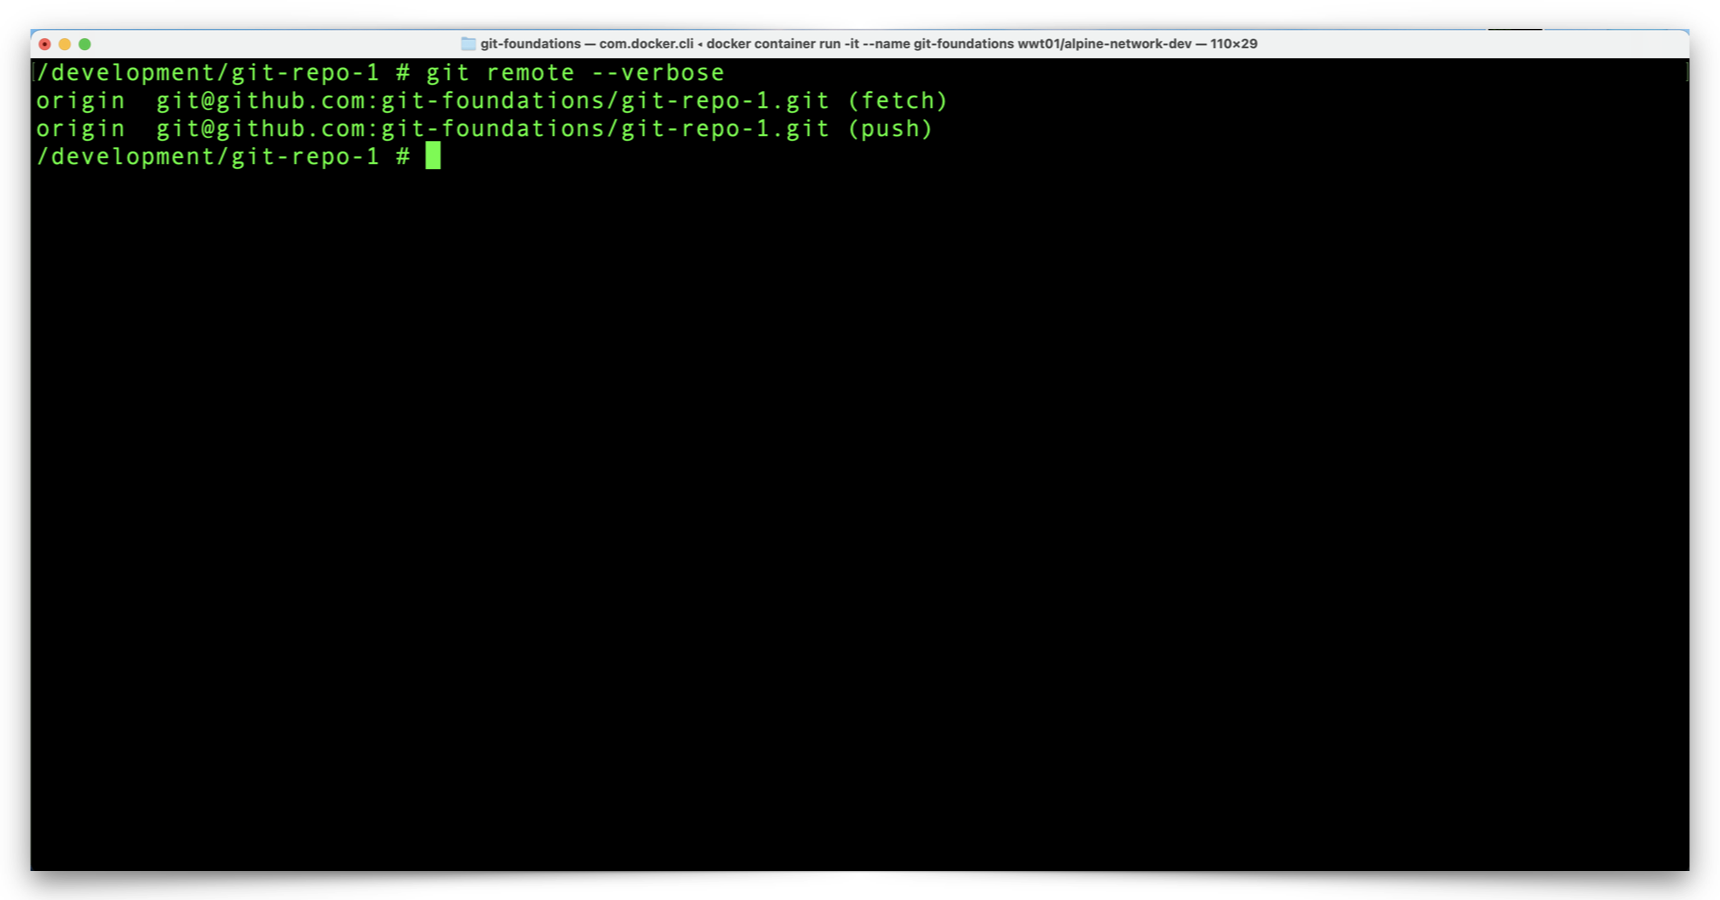 git-foundations — com.docker.cli ◂ docker container run -it --name git-foundations wwt01/alpine-network-dev — 110×29
/development/git-repo-1 # git remote --verbose
origin  git@github.com:git-foundations/git-repo-1.git (fetch)
origin  git@github.com:git-foundations/git-repo-1.git (push)
/development/git-repo-1 #